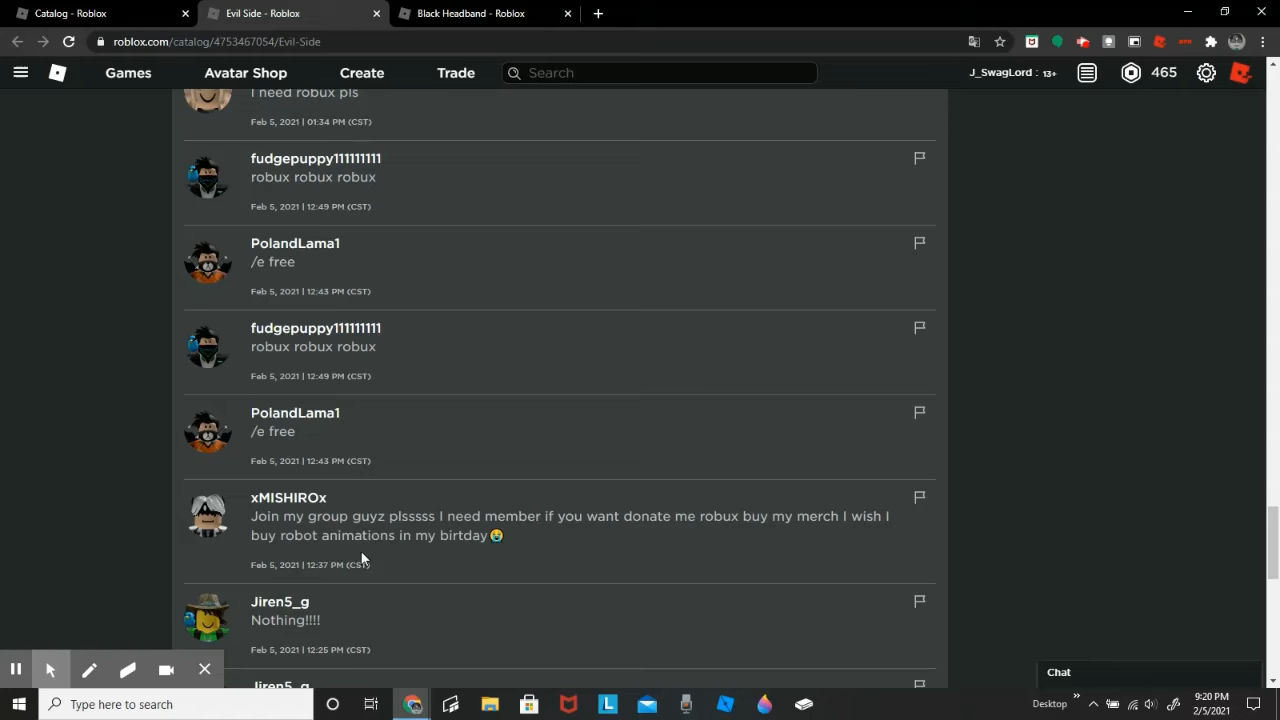 Catalog - Roblox
Evil Side - Roblox
Black Headband - Roblox
roblox.com/catalog/4753467054/Evil-Side
Games
Avatar Shop
Create
Trade
Search
J_SwagLord : 13+
465
I need robux pls
Feb 5, 2021 | 01:34 PM (CST)
fudgepuppy111111111
robux robux robux
Feb 5, 2021 | 12:49 PM (CST)
PolandLama1
/e free
Feb 5, 2021 | 12:43 PM (CST)
fudgepuppy111111111
robux robux robux
Feb 5, 2021 | 12:49 PM (CST)
PolandLama1
/e free
Feb 5, 2021 | 12:43 PM (CST)
xMISHIROx
Join my group guyz plsssss I need member if you want donate me robux buy my merch I wish I
buy robot animations in my birtday😭
Feb 5, 2021 | 12:37 PM (CST)
Jiren5_g
Nothing!!!!
Feb 5, 2021 | 12:25 PM (CST)
Jiren5_g
Chat
Type here to search
L
Desktop
9:20 PM
2/5/2021